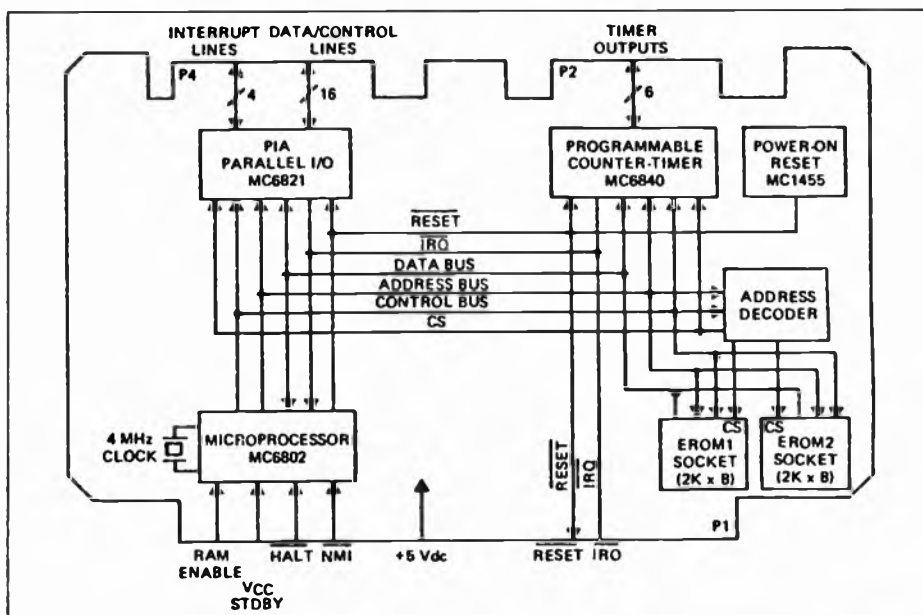 INTERRUPT DATA/CONTROL
LINES LINES
TIMER
OUTPUTS
P4
P2
4
16
6
PIA
PARALLEL I/O
MC6821
PROGRAMMABLE
COUNTER-TIMER
MC6840
POWER-ON
RESET
MC1455
RESET
IRQ
DATA BUS
ADDRESS BUS
CONTROL BUS
CS
ADDRESS
DECODER
4 MHz
CLOCK
MICROPROCESSOR
MC6802
RESET
IRQ
CS
EROM1
SOCKET
(2K x 8)
CS
EROM2
SOCKET
(2K x 8)
P1
RAM
ENABLE
VCC
STDBY
HALT
NMI
+5 Vdc
RESET
IRQ